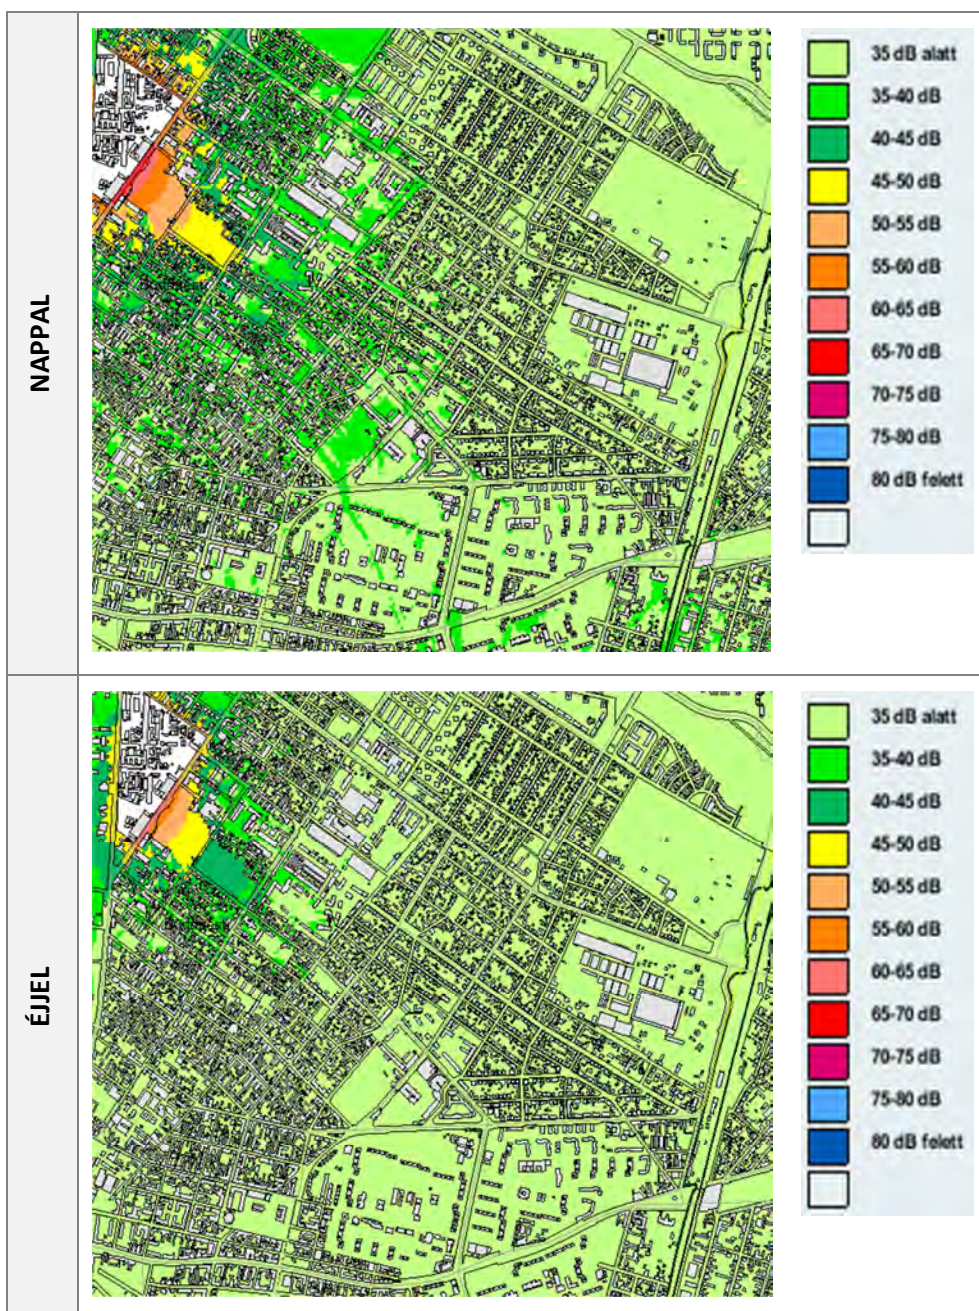 NAPPAL
35 dB alatt
35-40 dB
40-45 dB
45-50 dB
50-55 dB
55-60 dB
60-65 dB
65-70 dB
70-75 dB
75-80 dB
80 dB felett
ÉJJEL
35 dB alatt
35-40 dB
40-45 dB
45-50 dB
50-55 dB
55-60 dB
60-65 dB
65-70 dB
70-75 dB
75-80 dB
80 dB felett